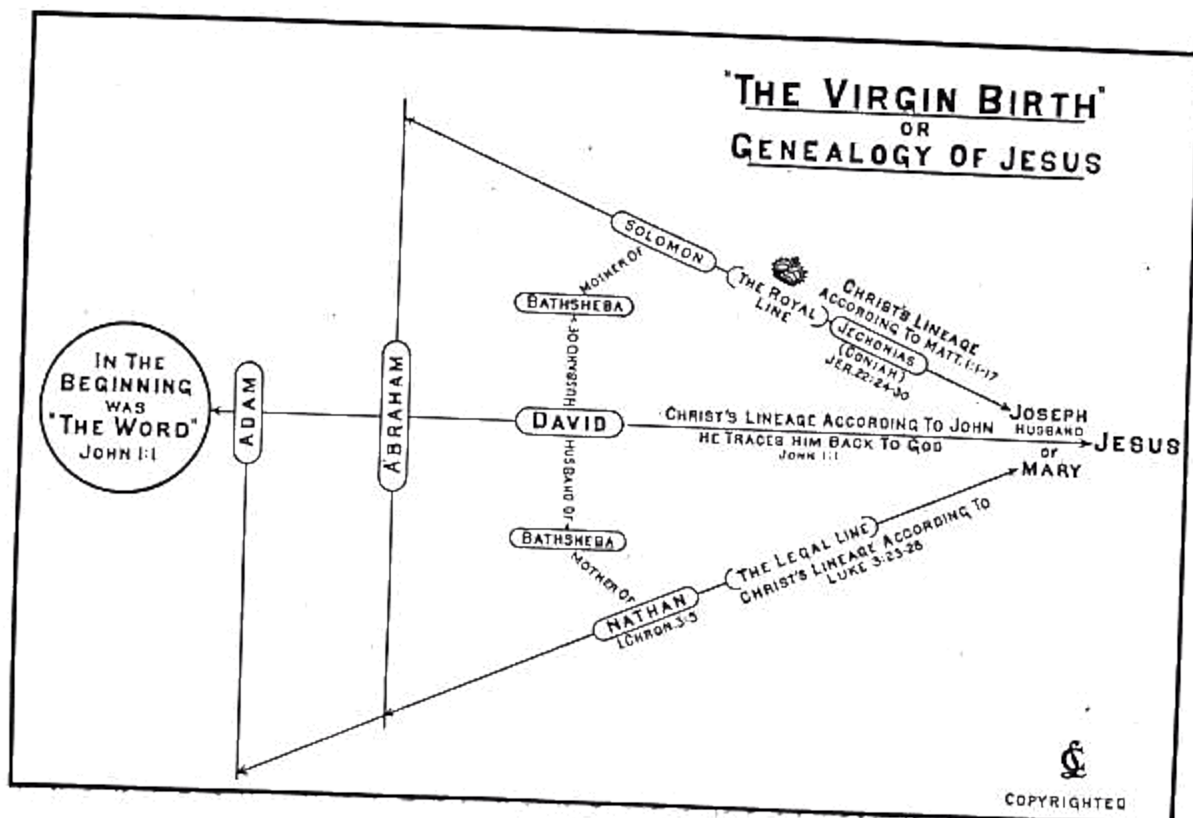 "THE VIRGIN BIRTH"
OR
GENEALOGY OF JESUS
SOLOMON
MOTHER OF
BATHSHEBA
HUSBAND OF
THE ROYAL
LINE
CHRIST'S LINEAGE
ACCORDING TO MATT. 1:1-17
JECHONIAS
(CONIAH)
JER. 22:24-30
IN THE
BEGINNING
WAS
"THE WORD"
JOHN 1:1
ADAM
ABRAHAM
DAVID
CHRIST'S LINEAGE ACCORDING TO JOHN
HE TRACES HIM BACK TO GOD
JOHN 1:1
JOSEPH
HUSBAND
OF
MARY
JESUS
HUSBAND OF
BATHSHEBA
MOTHER OF
NATHAN
1 CHRON. 3:5
THE LEGAL LINE
CHRIST'S LINEAGE ACCORDING TO
LUKE 3:23-28
COPYRIGHTED